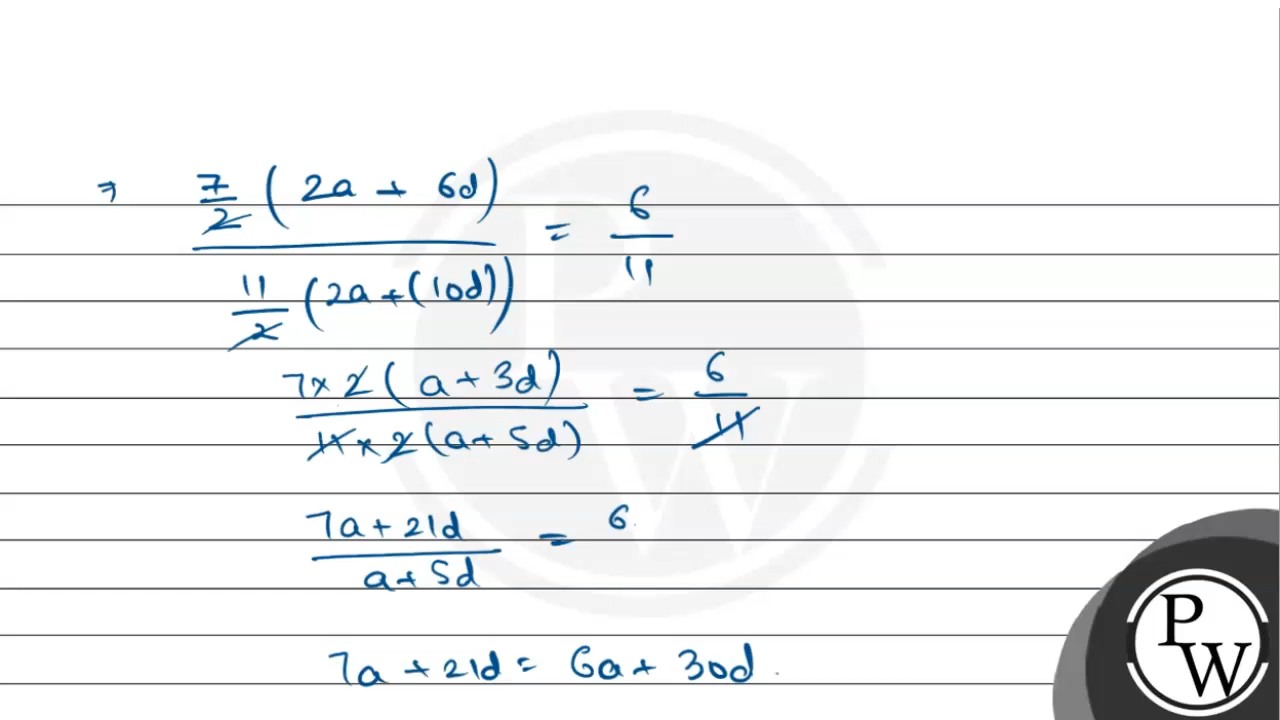 ⇒ 7/2 (2a + 6d) / 11/2 (2a + (10d)) = 6/11
7 × 2 (a + 3d) / 11 × 2 (a + 5d) = 6/11
7a + 21d / a + 5d = 6.
7a + 21d = 6a + 30d.
P
W